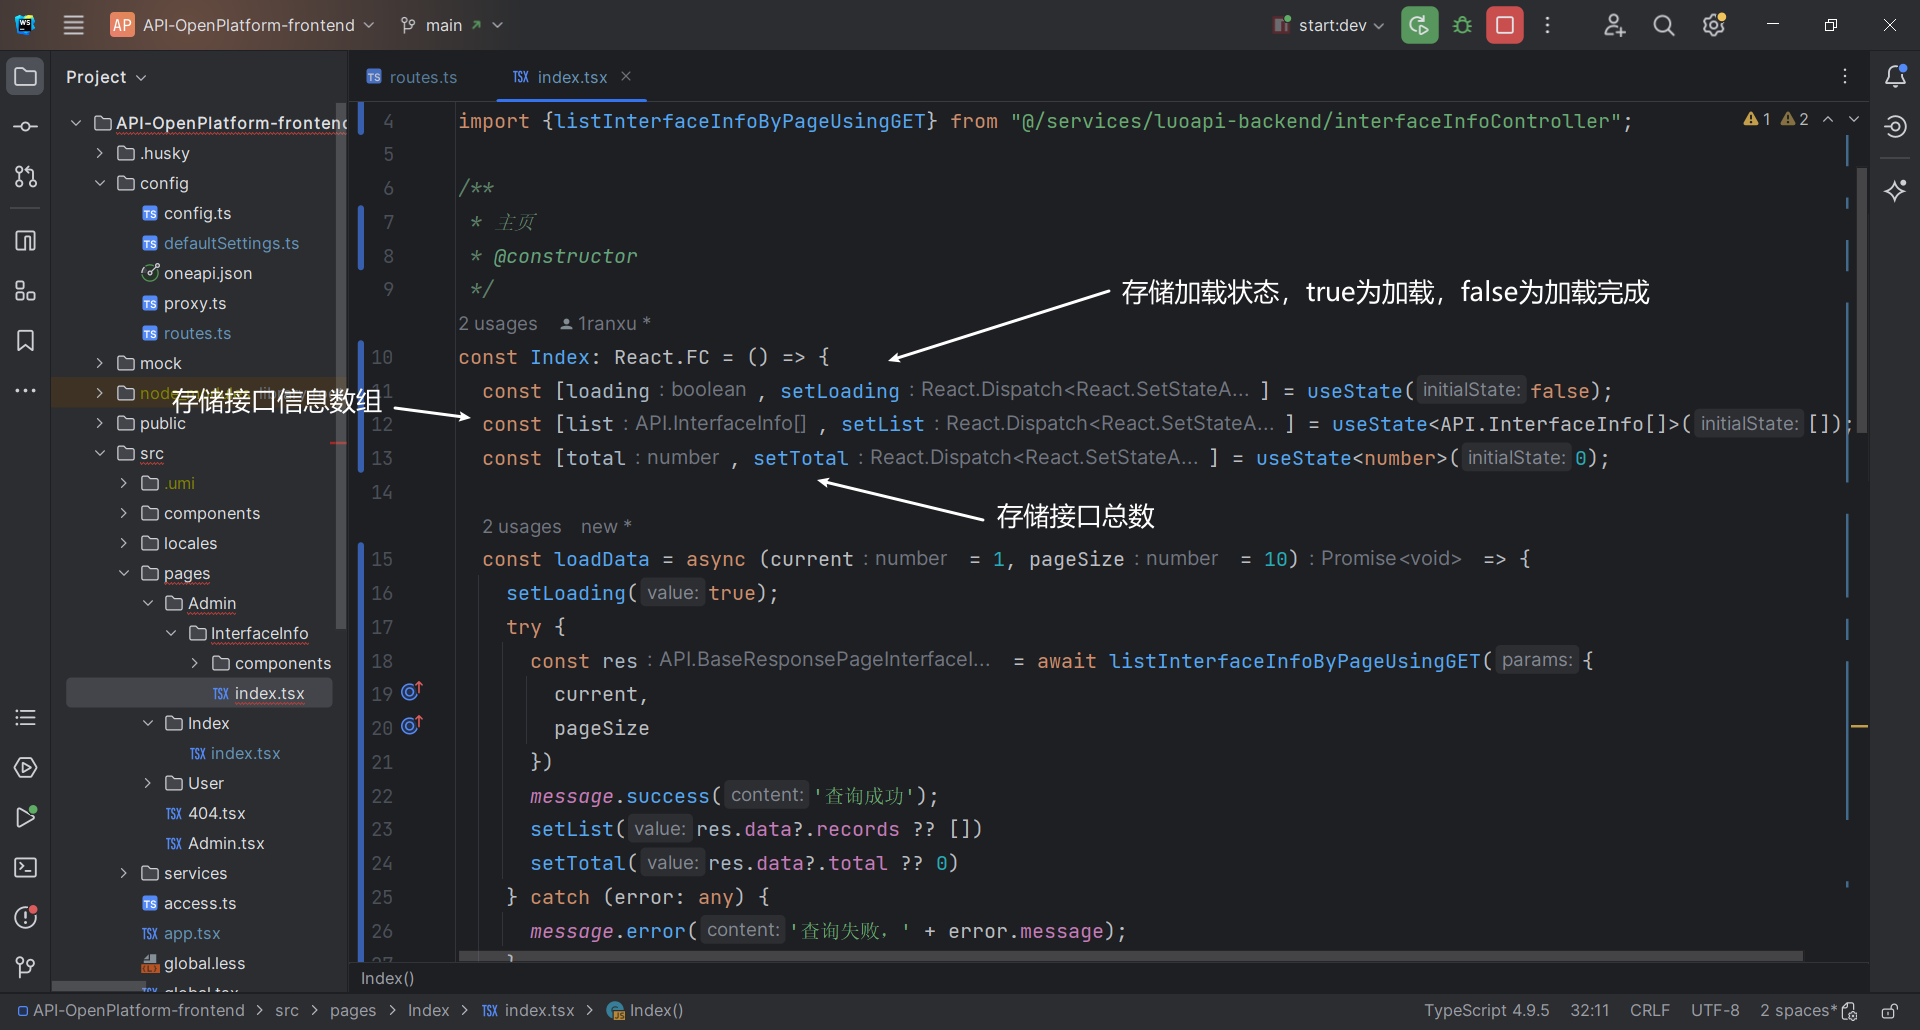 AP API-OpenPlatform-frontend main start:dev
Project
routes.ts index.tsx
API-OpenPlatform-frontend
.husky
config
config.ts
defaultSettings.ts
oneapi.json
proxy.ts
routes.ts
mock
public
src
.umi
components
locales
pages
Admin
InterfaceInfo
components
index.tsx
Index
index.tsx
User
404.tsx
Admin.tsx
services
access.ts
app.tsx
global.less
1 2
4 import {listInterfaceInfoByPageUsingGET} from "@/services/luoapi-backend/interfaceInfoController";
5
6 /**
7 * 主页
8 * @constructor
9 */
存储加载状态，true为加载，false为加载完成
2 usages 1ranxu *
10 const Index: React.FC = () => {
11 const [loading : boolean , setLoading : React.Dispatch<React.SetStateA... ] = useState( initialState: false);
存储接口信息数组
12 const [list : API.InterfaceInfo[] , setList : React.Dispatch<React.SetStateA... ] = useState<API.InterfaceInfo[]>( initialState: []);
13 const [total : number , setTotal : React.Dispatch<React.SetStateA... ] = useState<number>( initialState: 0);
14
存储接口总数
2 usages new *
15 const loadData = async (current : number = 1, pageSize : number = 10) : Promise<void> => {
16 setLoading( value: true);
17 try {
18 const res : API.BaseResponsePageInterfaceI... = await listInterfaceInfoByPageUsingGET( params: {
19 current,
20 pageSize
21 })
22 message.success( content: '查询成功');
23 setList( value: res.data?.records ?? [])
24 setTotal( value: res.data?.total ?? 0)
25 } catch (error: any) {
26 message.error( content: '查询失败，' + error.message);
Index()
API-OpenPlatform-frontend > src > pages > Index > index.tsx > Index()
TypeScript 4.9.5 32:11 CRLF UTF-8 2 spaces*